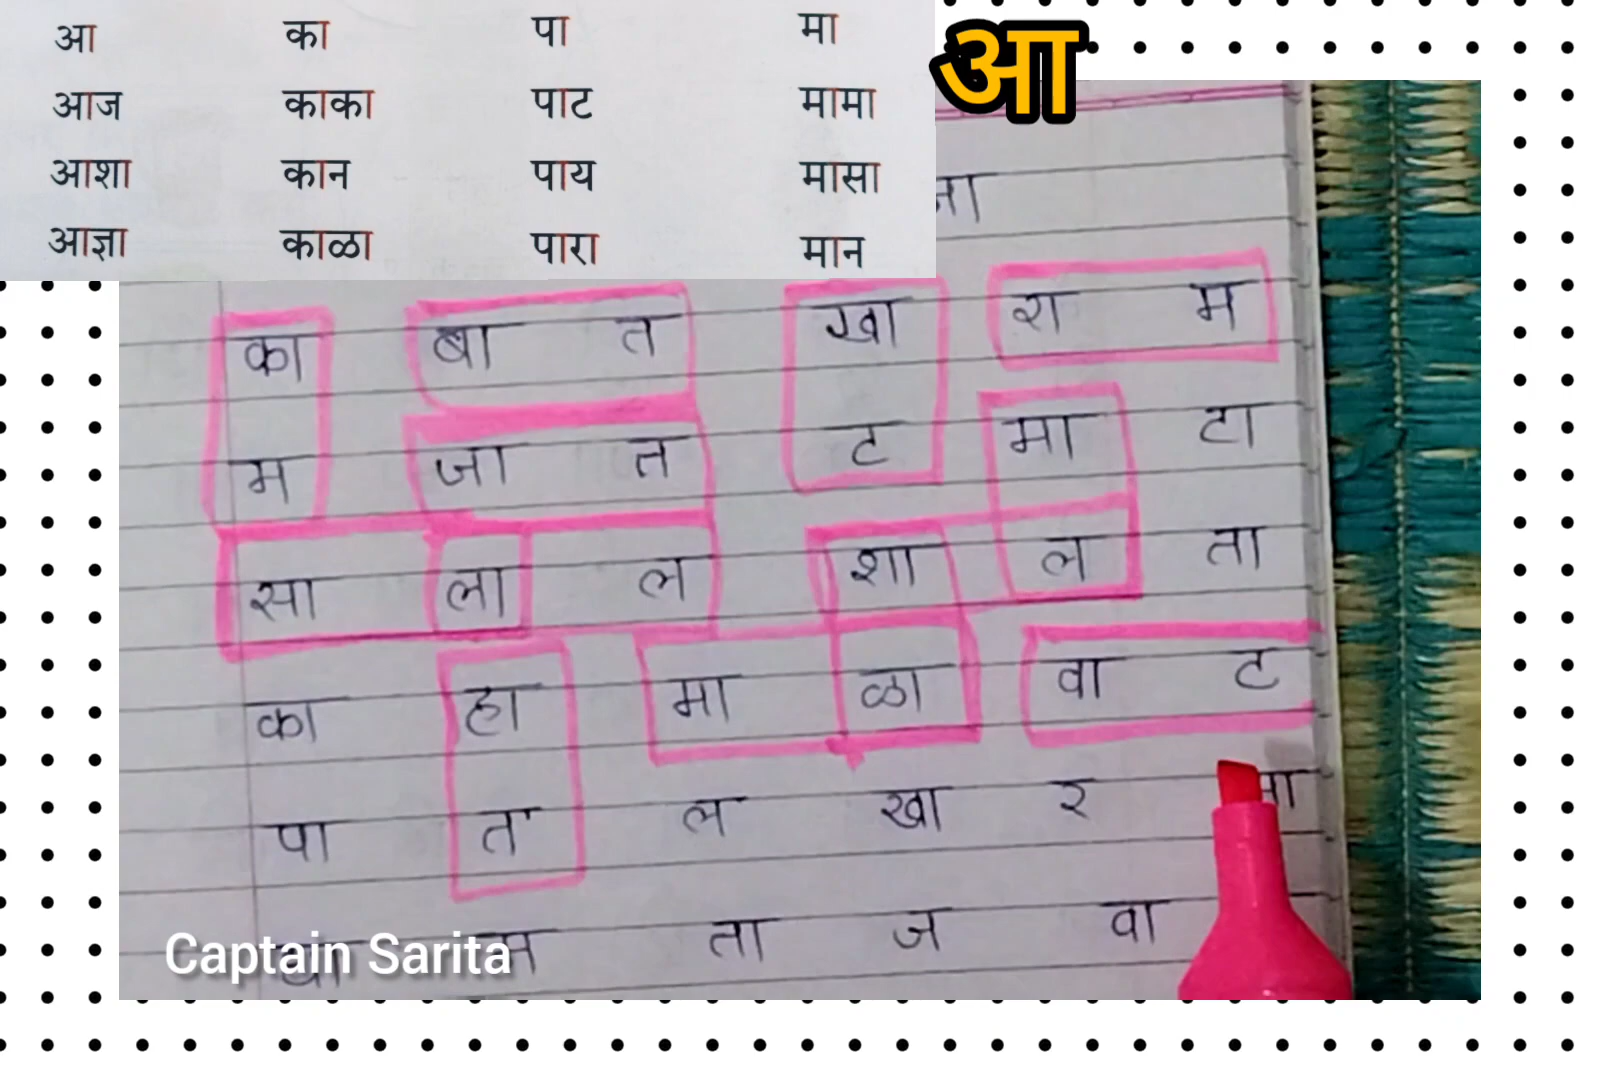 आ का पा मा
आ
आज काका पाट मामा
आशा कान पाय मासा
आज्ञा काळा पारा मान
का बा त खा रा म
म जा त ट मा टा
सा ला ल शा ल ता
का हा मा ळा वा ट
पा त ल खा र
ता ज वा
Captain Sarita